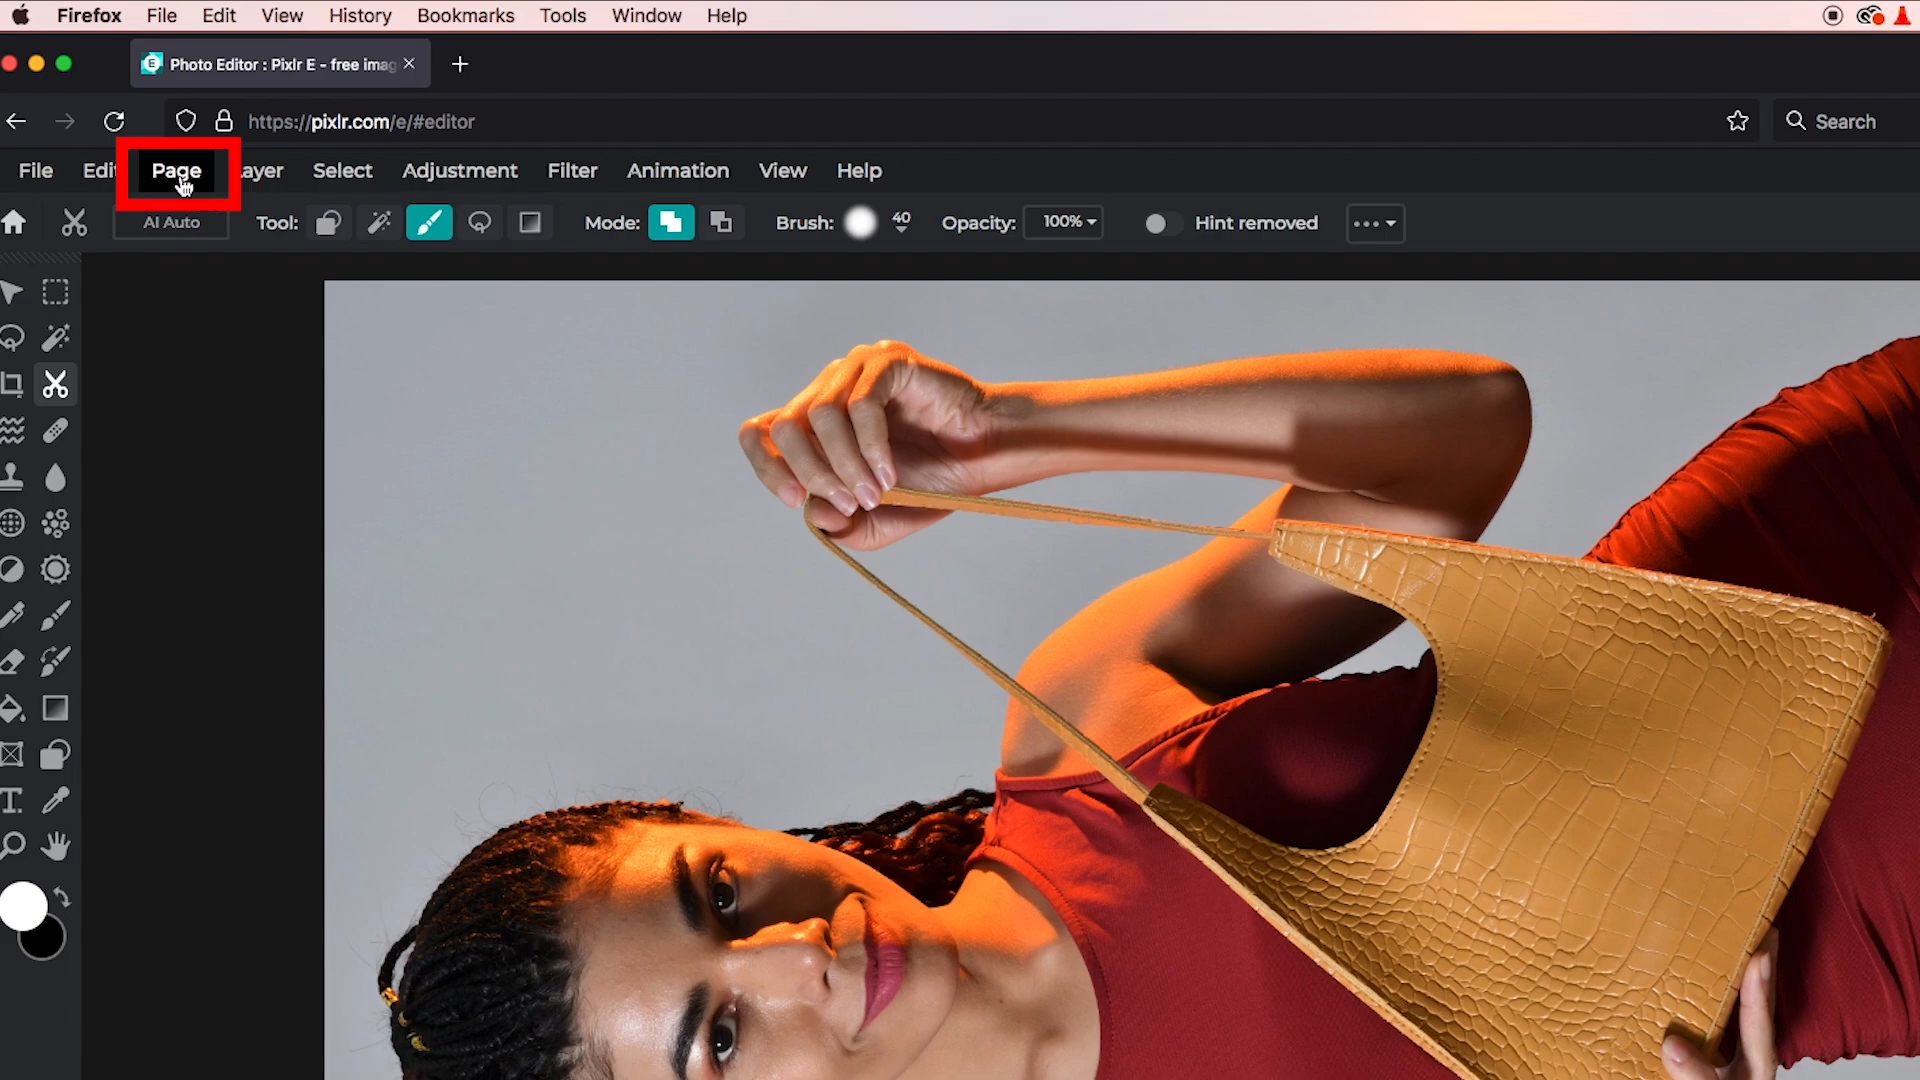 Firefox File Edit View History Bookmarks Tools Window Help
Photo Editor : Pixlr E - free imag
https://pixlr.com/e/#editor
Search
File Edit Page Layer Select Adjustment Filter Animation View Help
AI Auto Tool: Mode: Brush: 40 Opacity: 100% Hint removed